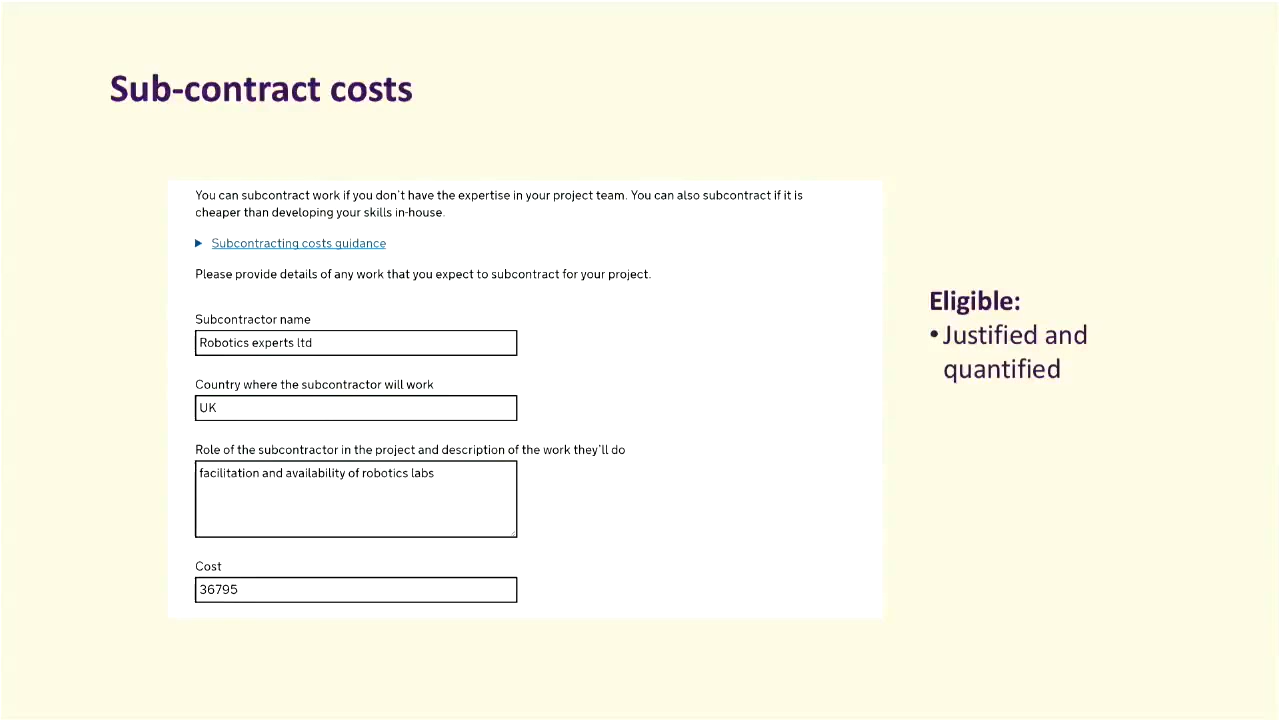 Sub-contract costs
You can subcontract work if you don't have the expertise in your project team. You can also subcontract if it is
cheaper than developing your skills in-house.
Subcontracting costs guidance
Please provide details of any work that you expect to subcontract for your project.
Subcontractor name
Robotics experts ltd
Country where the subcontractor will work
UK
Role of the subcontractor in the project and description of the work they'll do
facilitation and availability of robotics labs
Cost
36795
Eligible:
• Justified and
quantified